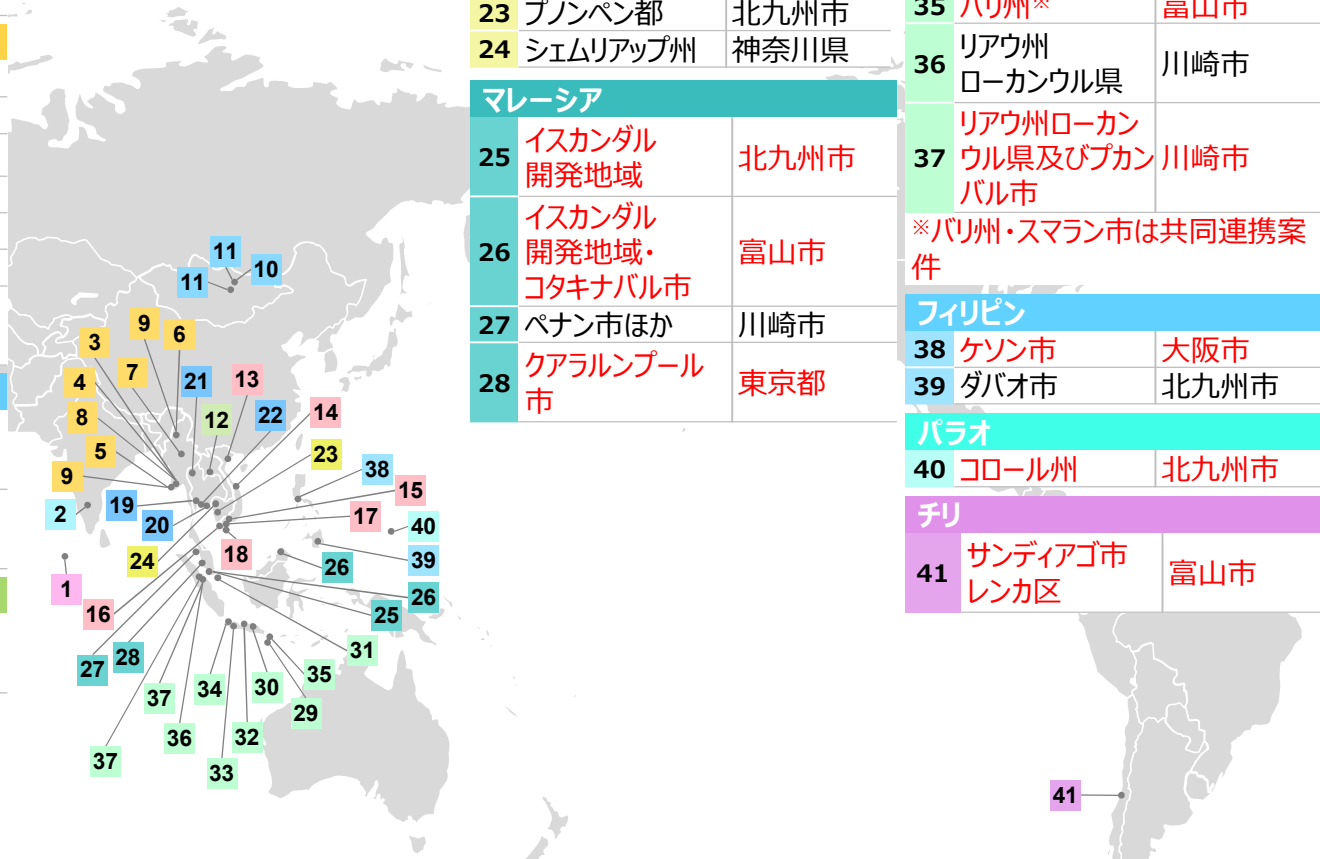 23 プノンペン都 北九州市
24 シェムリアップ州 神奈川県
マレーシア
25 イスカンダル
開発地域 北九州市
26 イスカンダル
開発地域・
コタキナバル市 富山市
27 ペナン市ほか 川崎市
28 クアラルンプール
市 東京都
35 バリ州※ 富山市
36 リアウ州
ローカンウル県 川崎市
37 リアウ州ローカン
ウル県及びプカン
バル市 川崎市
※バリ州・スマラン市は共同連携案
件
フィリピン
38 ケソン市 大阪市
39 ダバオ市 北九州市
パラオ
40 コロール州 北九州市
チリ
41 サンディアゴ市
レンカ区 富山市
11
11 10
9 6
3
7
4 21 13
8 12 22 14
5 23
9 38
2 19 15
20 17 40
24 18 39
1 26
16 25 26
27 28 31
37 34 30 35
29
36 32
37 33
41